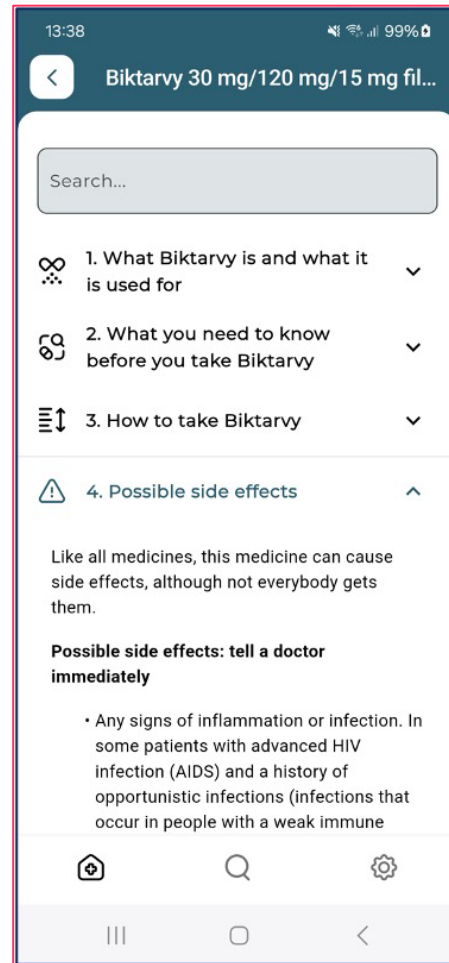 13:38
99%
Biktarvy 30 mg/120 mg/15 mg fil...
Search...
1. What Biktarvy is and what it
is used for
2. What you need to know
before you take Biktarvy
3. How to take Biktarvy
4. Possible side effects
Like all medicines, this medicine can cause
side effects, although not everybody gets
them.
Possible side effects: tell a doctor
immediately
• Any signs of inflammation or infection. In
some patients with advanced HIV
infection (AIDS) and a history of
opportunistic infections (infections that
occur in people with a weak immune